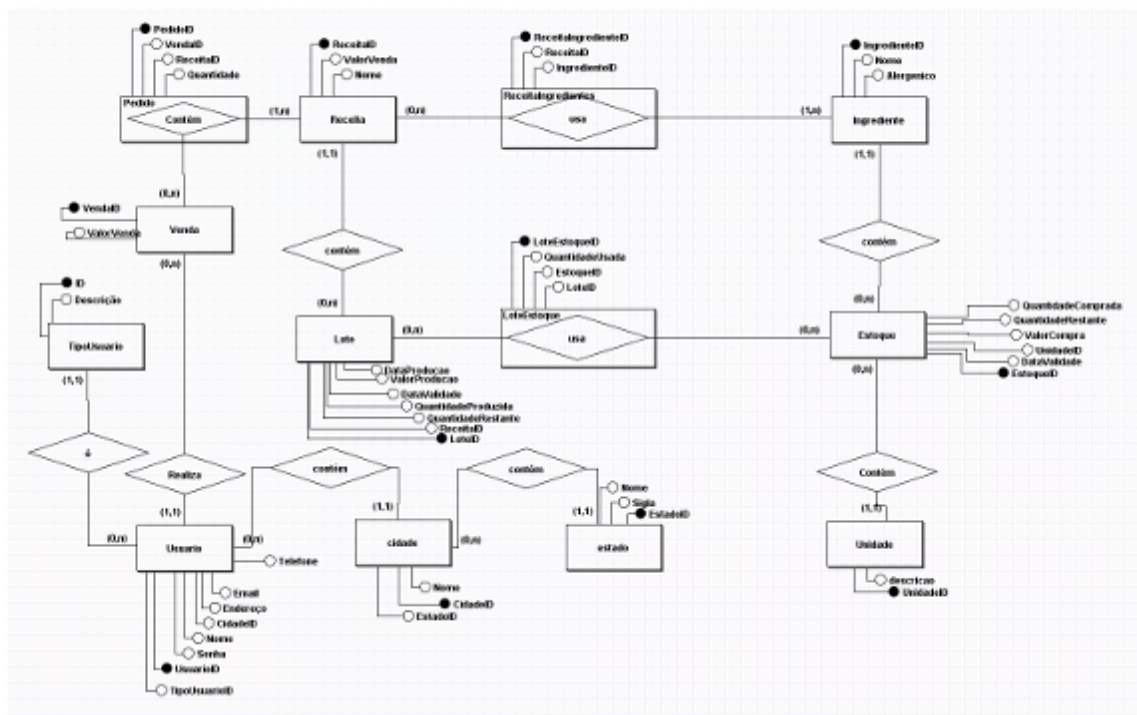 PedidoID
VendaID
ReceitaID
Quantidade
Pedido
Contém
(1,n)
(0,n)
ReceitaID
ValorVenda
Nome
Receita
(0,n)
(1,1)
ReceitaIngredienteID
ReceitaID
IngredienteID
ReceitaIngredientes
usa
(1,n)
IngredienteID
Nome
Alergenico
Ingrediente
(1,1)
VendaID
ValorVenda
Venda
(0,n)
contém
(0,n)
contém
(0,n)
ID
Descrição
TipoUsuario
(1,1)
Lote
(0,n)
LoteEstoqueID
QuantidadeUsada
EstoqueID
LoteID
LoteEstoque
usa
(0,n)
Estoque
(0,n)
QuantidadeComprada
QuantidadeRestante
ValorCompra
UnidadeID
DataValidade
EstoqueID
DataProducao
ValorProducao
DataValidade
QuantidadeProduzida
QuantidadeRestante
ReceitaID
LoteID
é
Realiza
(1,1)
contém
(1,1)
contém
(1,1)
Nome
Sigla
EstadoID
Contém
(1,1)
(0,n)
Usuario
(0,n)
Telefone
cidade
(0,n)
estado
Unidade
descricao
UnidadeID
Nome
CidadeID
EstadoID
Email
Endereço
CidadeID
Nome
Senha
UsuarioID
TipoUsuarioID